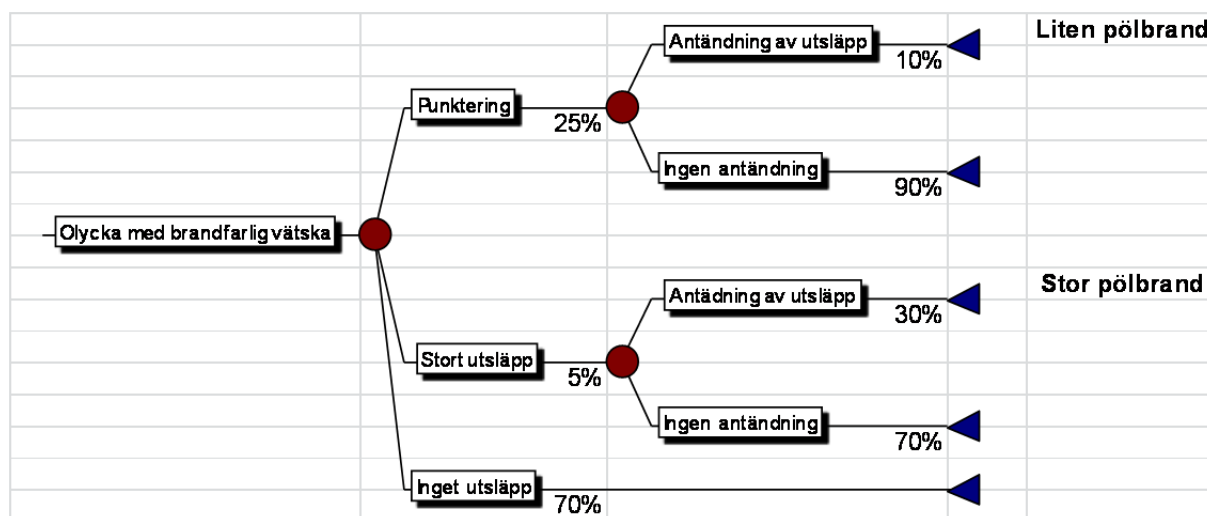 Liten pölbrand
Antändning av utsläpp
10%
Punktering
25%
Ingen antändning
90%
Olycka med brandfarlig vätska
Stor pölbrand
Antädning av utsläpp
30%
Stort utsläpp
5%
Ingen antändning
70%
Inget utsläpp
70%